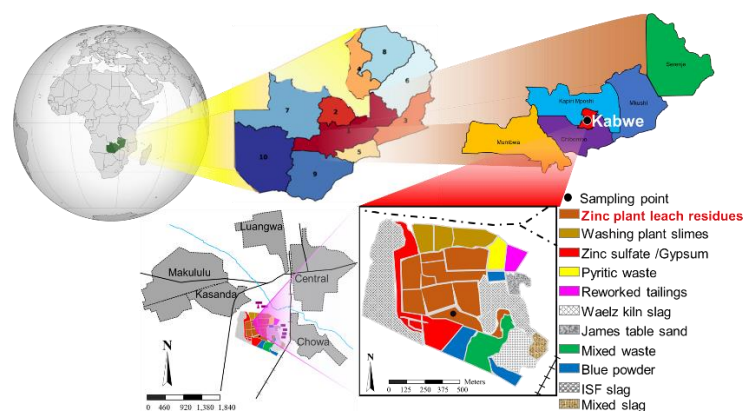 8
4
6
7
2
3
1
5
10
9
Serenje
Kapiri Mposhi
Mkushi
Kabwe
Mumbwa
Chibombo
Luangwa
Makululu
Central
Kasanda
Chowa
N
0 460 920 1,380 1,840
N
Meters
0 125 250 375 500
Sampling point
Zinc plant leach residues
Washing plant slimes
Zinc sulfate /Gypsum
Pyritic waste
Reworked tailings
Waelz kiln slag
James table sand
Mixed waste
Blue powder
ISF slag
Mixed slag